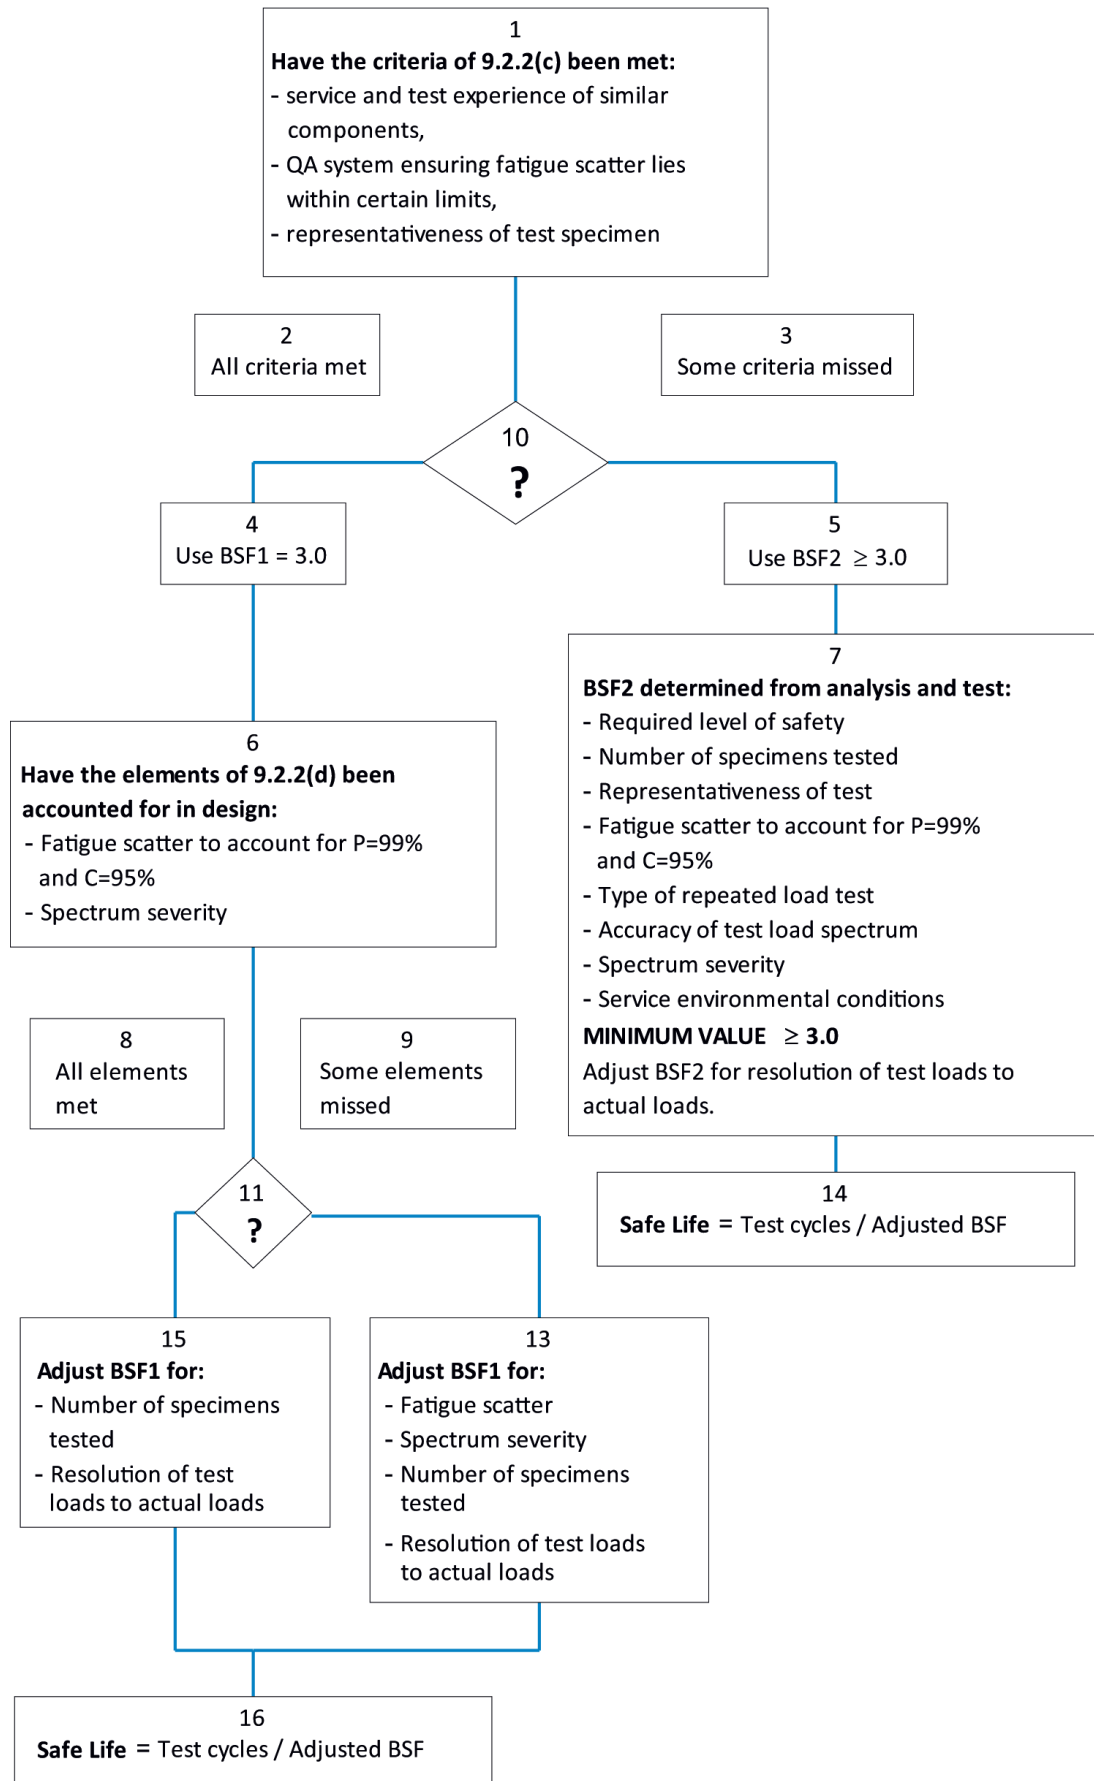 1
Have the criteria of 9.2.2(c) been met:
- service and test experience of similar
components,
- QA system ensuring fatigue scatter lies
within certain limits,
- representativeness of test specimen
2
All criteria met
3
Some criteria missed
10
?
4
Use BSF1 = 3.0
5
Use BSF2 ≥ 3.0
6
Have the elements of 9.2.2(d) been
accounted for in design:
- Fatigue scatter to account for P=99%
and C=95%
- Spectrum severity
7
BSF2 determined from analysis and test:
- Required level of safety
- Number of specimens tested
- Representativeness of test
- Fatigue scatter to account for P=99%
and C=95%
- Type of repeated load test
- Accuracy of test load spectrum
- Spectrum severity
- Service environmental conditions
MINIMUM VALUE ≥ 3.0
Adjust BSF2 for resolution of test loads to
actual loads.
8
All elements
met
9
Some elements
missed
11
?
14
Safe Life = Test cycles / Adjusted BSF
15
Adjust BSF1 for:
- Number of specimens
tested
- Resolution of test
loads to actual loads
13
Adjust BSF1 for:
- Fatigue scatter
- Spectrum severity
- Number of specimens
tested
- Resolution of test loads
to actual loads
16
Safe Life = Test cycles / Adjusted BSF